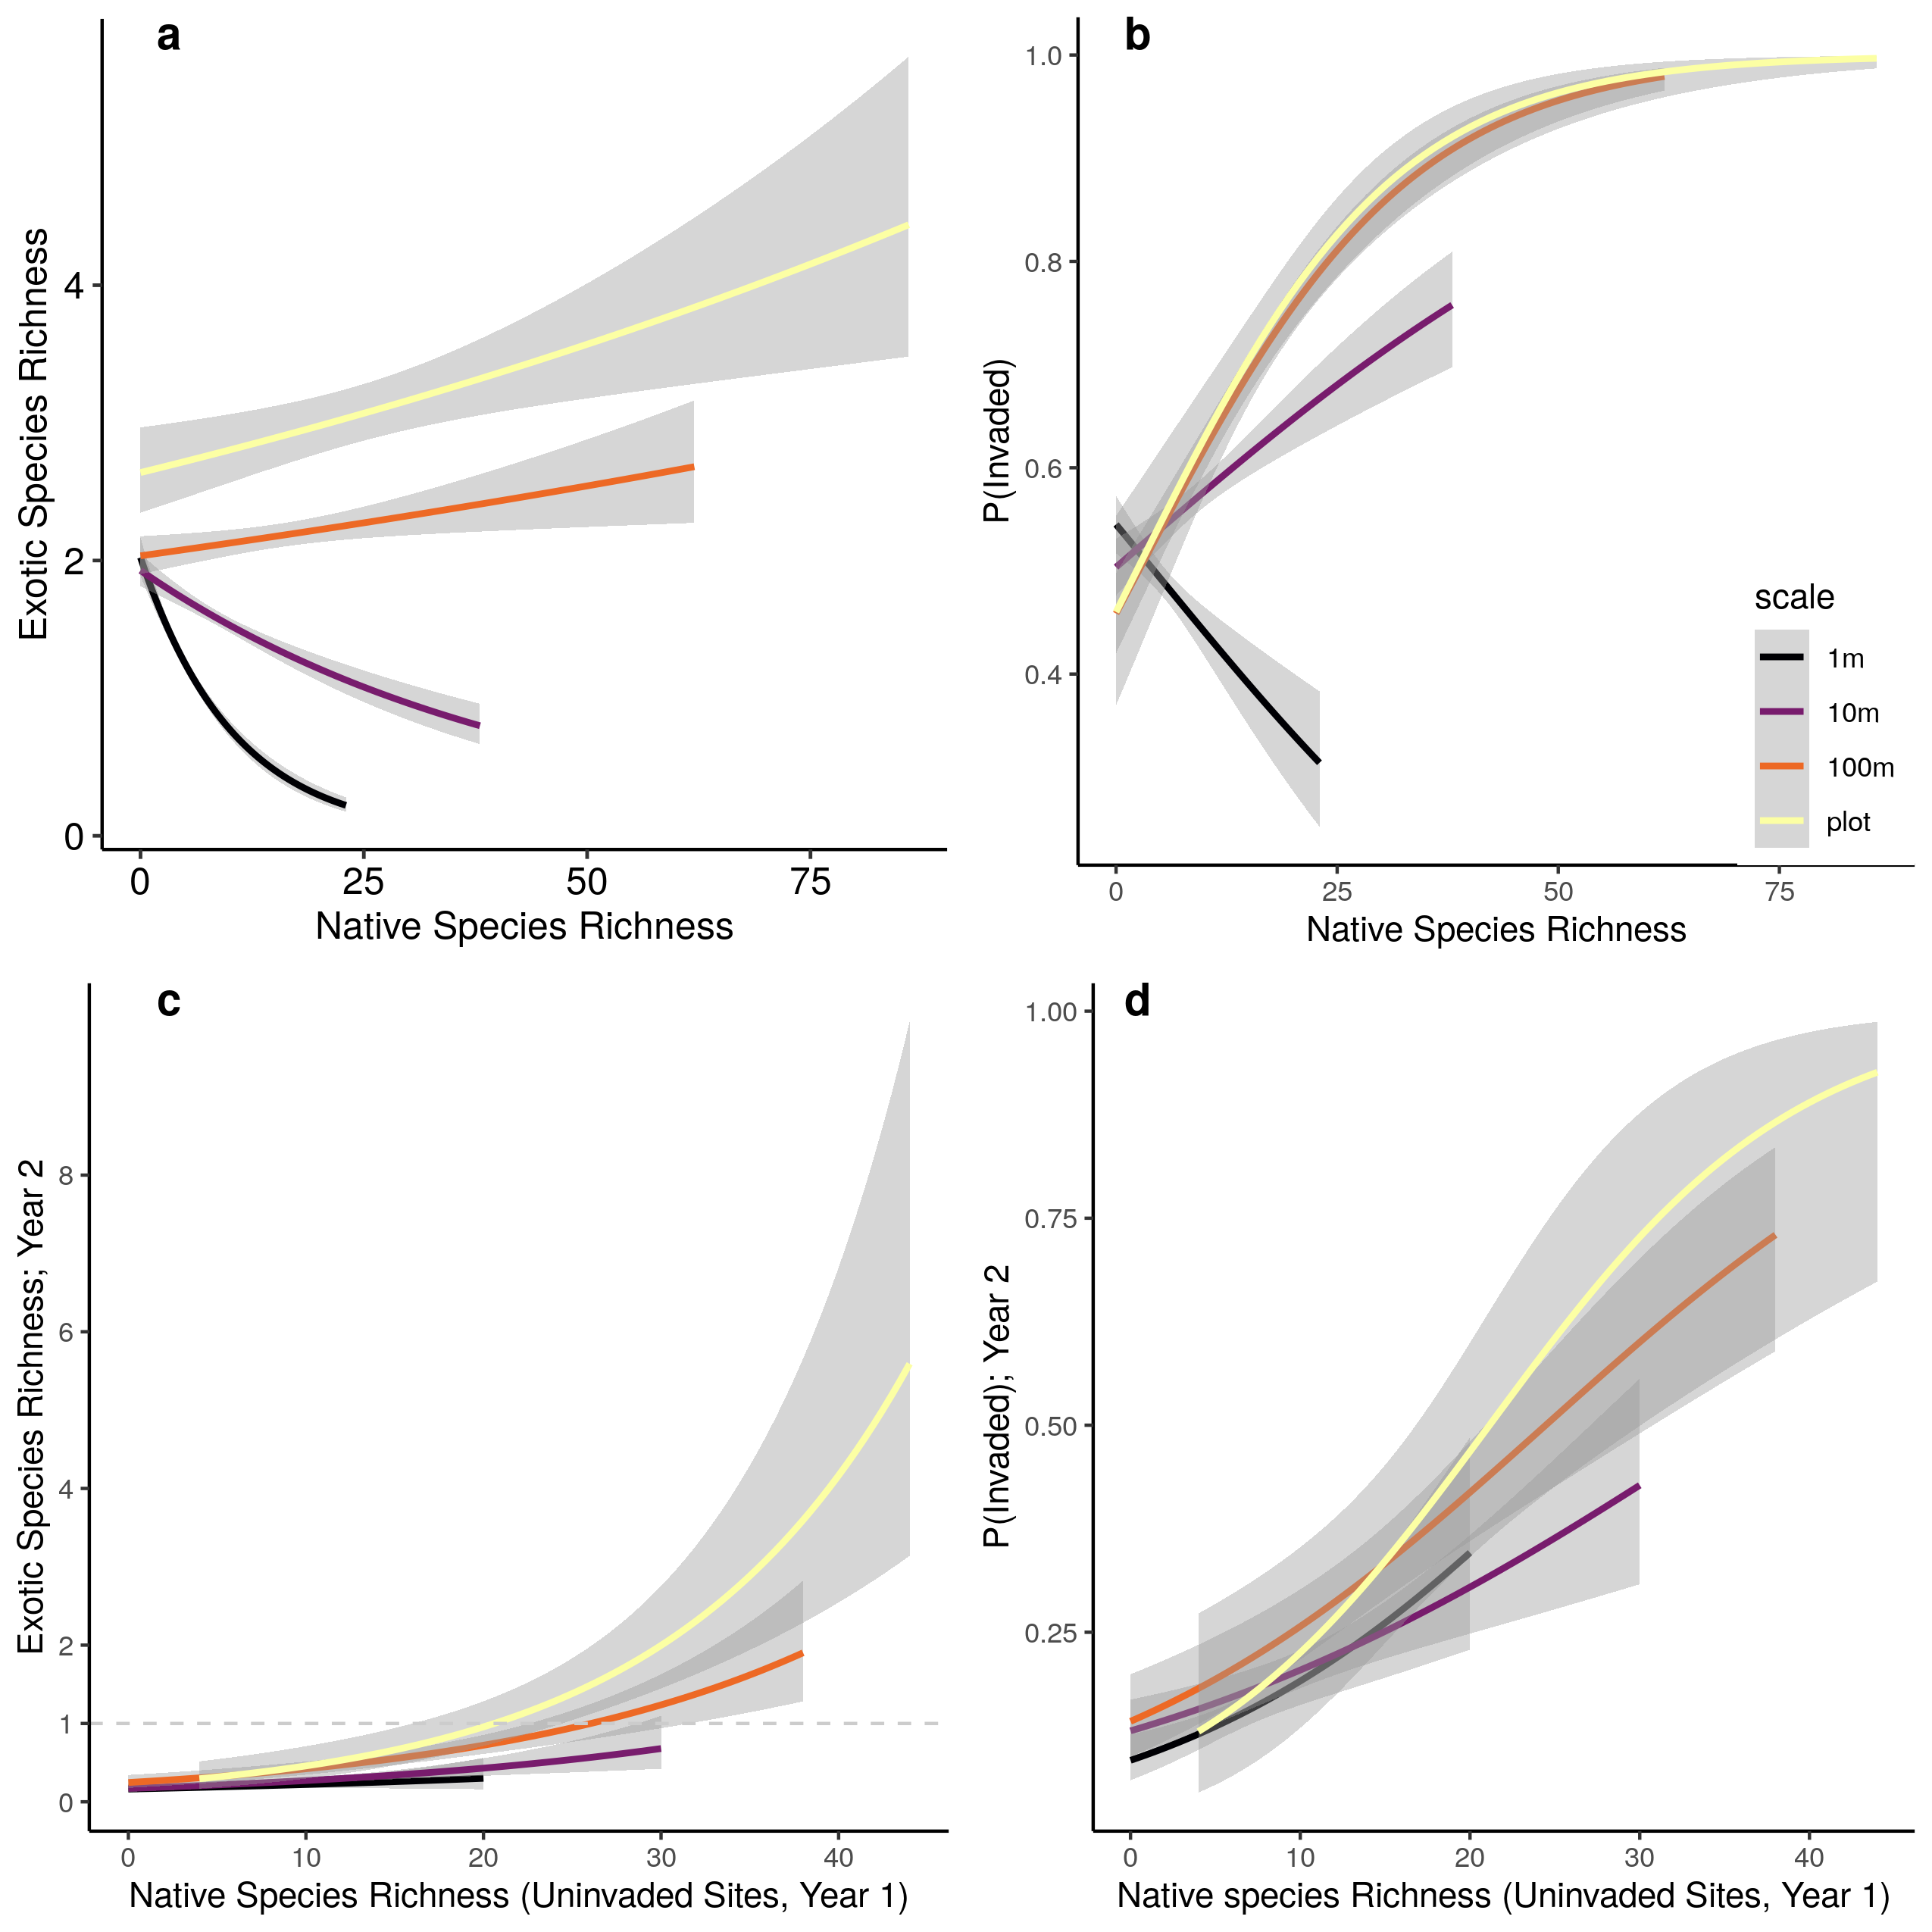 a
Exotic Species Richness
4
2
0
0 25 50 75
Native Species Richness
b
P(Invaded)
1.0
0.8
0.6
0.4
0 25 50 75
Native Species Richness
scale
1m
10m
100m
plot
c
Exotic Species Richness; Year 2
8
6
4
2
1
0
0 10 20 30 40
Native Species Richness (Uninvaded Sites, Year 1)
d
P(Invaded); Year 2
1.00
0.75
0.50
0.25
0 10 20 30 40
Native species Richness (Uninvaded Sites, Year 1)